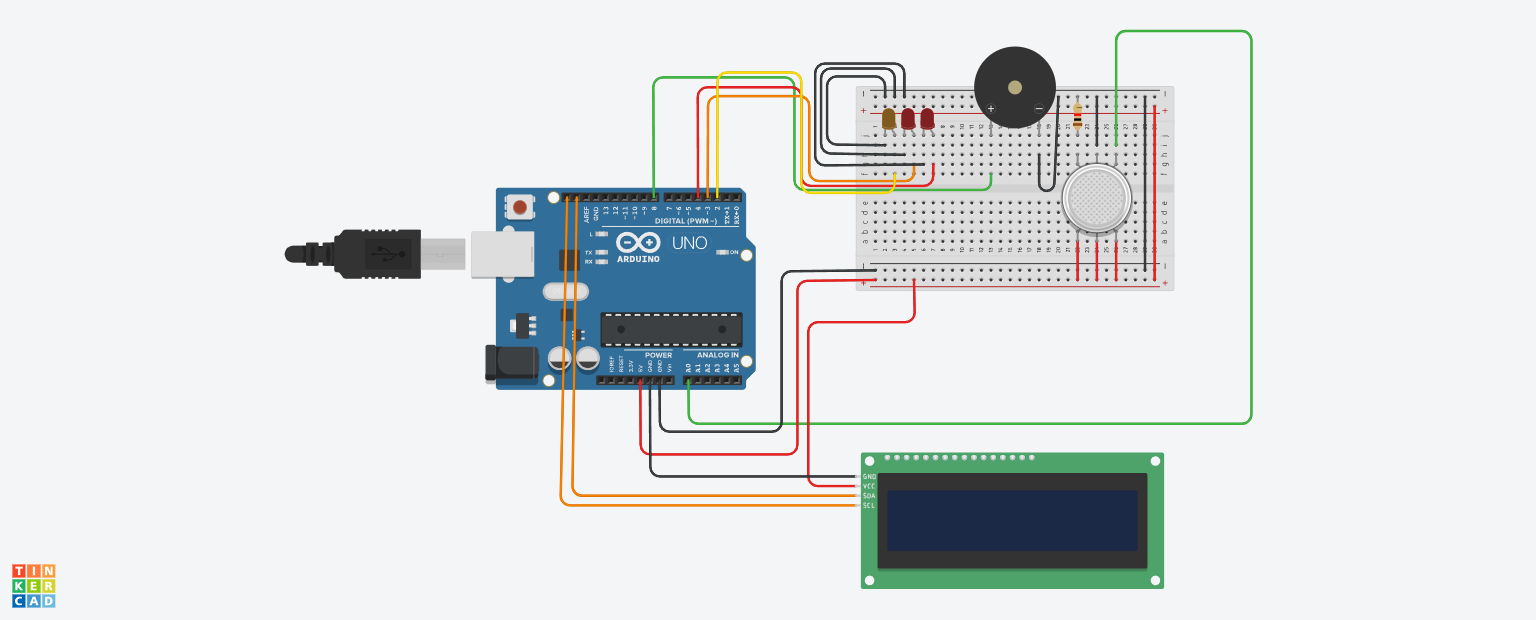 AREF
GND
13
12
~11
~10
~9
8
7
~6
~5
4
~3
2
TX→1
RX←0
DIGITAL (PWM~)
L
TX
RX
ARDUINO
UNO
ON
POWER
ANALOG IN
IOREF
RESET
3.3V
5V
GND
GND
Vin
A0
A1
A2
A3
A4
A5
GND
VCC
SDA
SCL
TIN
KER
CAD